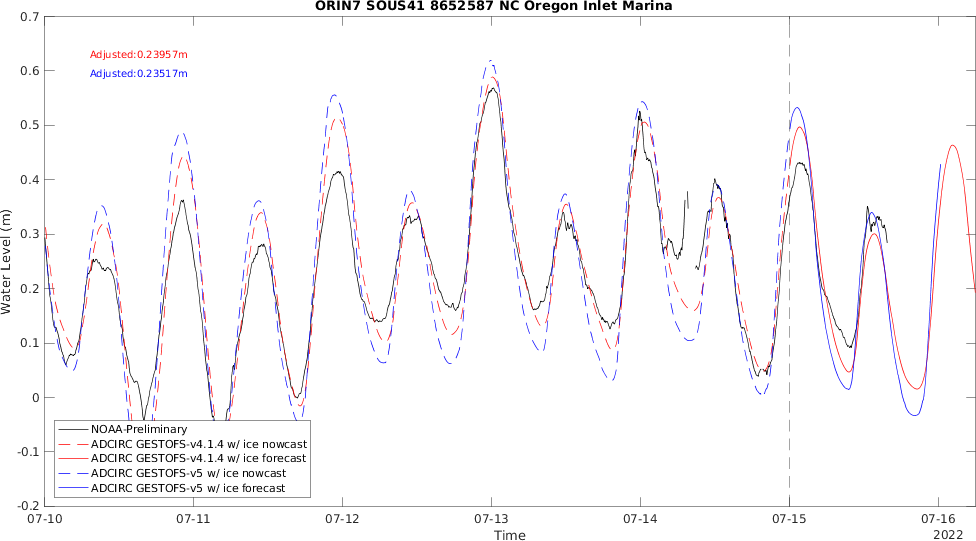 ORIN7 SOUS41 8652587 NC Oregon Inlet Marina
Adjusted:0.23957m
Adjusted:0.23517m
0.7
0.6
0.5
0.4
0.3
0.2
0.1
0
-0.1
-0.2
Water Level (m)
NOAA-Preliminary
ADCIRC GESTOFS-v4.1.4 w/ ice nowcast
ADCIRC GESTOFS-v4.1.4 w/ ice forecast
ADCIRC GESTOFS-v5 w/ ice nowcast
ADCIRC GESTOFS-v5 w/ ice forecast
07-10 07-11 07-12 07-13 07-14 07-15 07-16
Time
2022